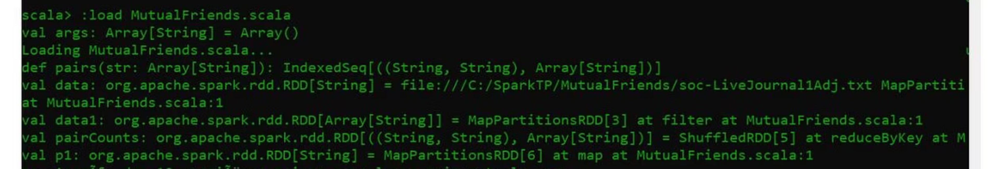 scala> :load MutualFriends.scala
val args: Array[String] = Array()
Loading MutualFriends.scala...
def pairs(str: Array[String]): IndexedSeq[((String, String), Array[String])]
val data: org.apache.spark.rdd.RDD[String] = file:///C:/SparkTP/MutualFriends/soc-LiveJournal1Adj.txt MapPartiti
at MutualFriends.scala:1
val data1: org.apache.spark.rdd.RDD[Array[String]] = MapPartitionsRDD[3] at filter at MutualFriends.scala:1
val pairCounts: org.apache.spark.rdd.RDD[((String, String), Array[String])] = ShuffledRDD[5] at reduceByKey at M
val p1: org.apache.spark.rdd.RDD[String] = MapPartitionsRDD[6] at map at MutualFriends.scala:1